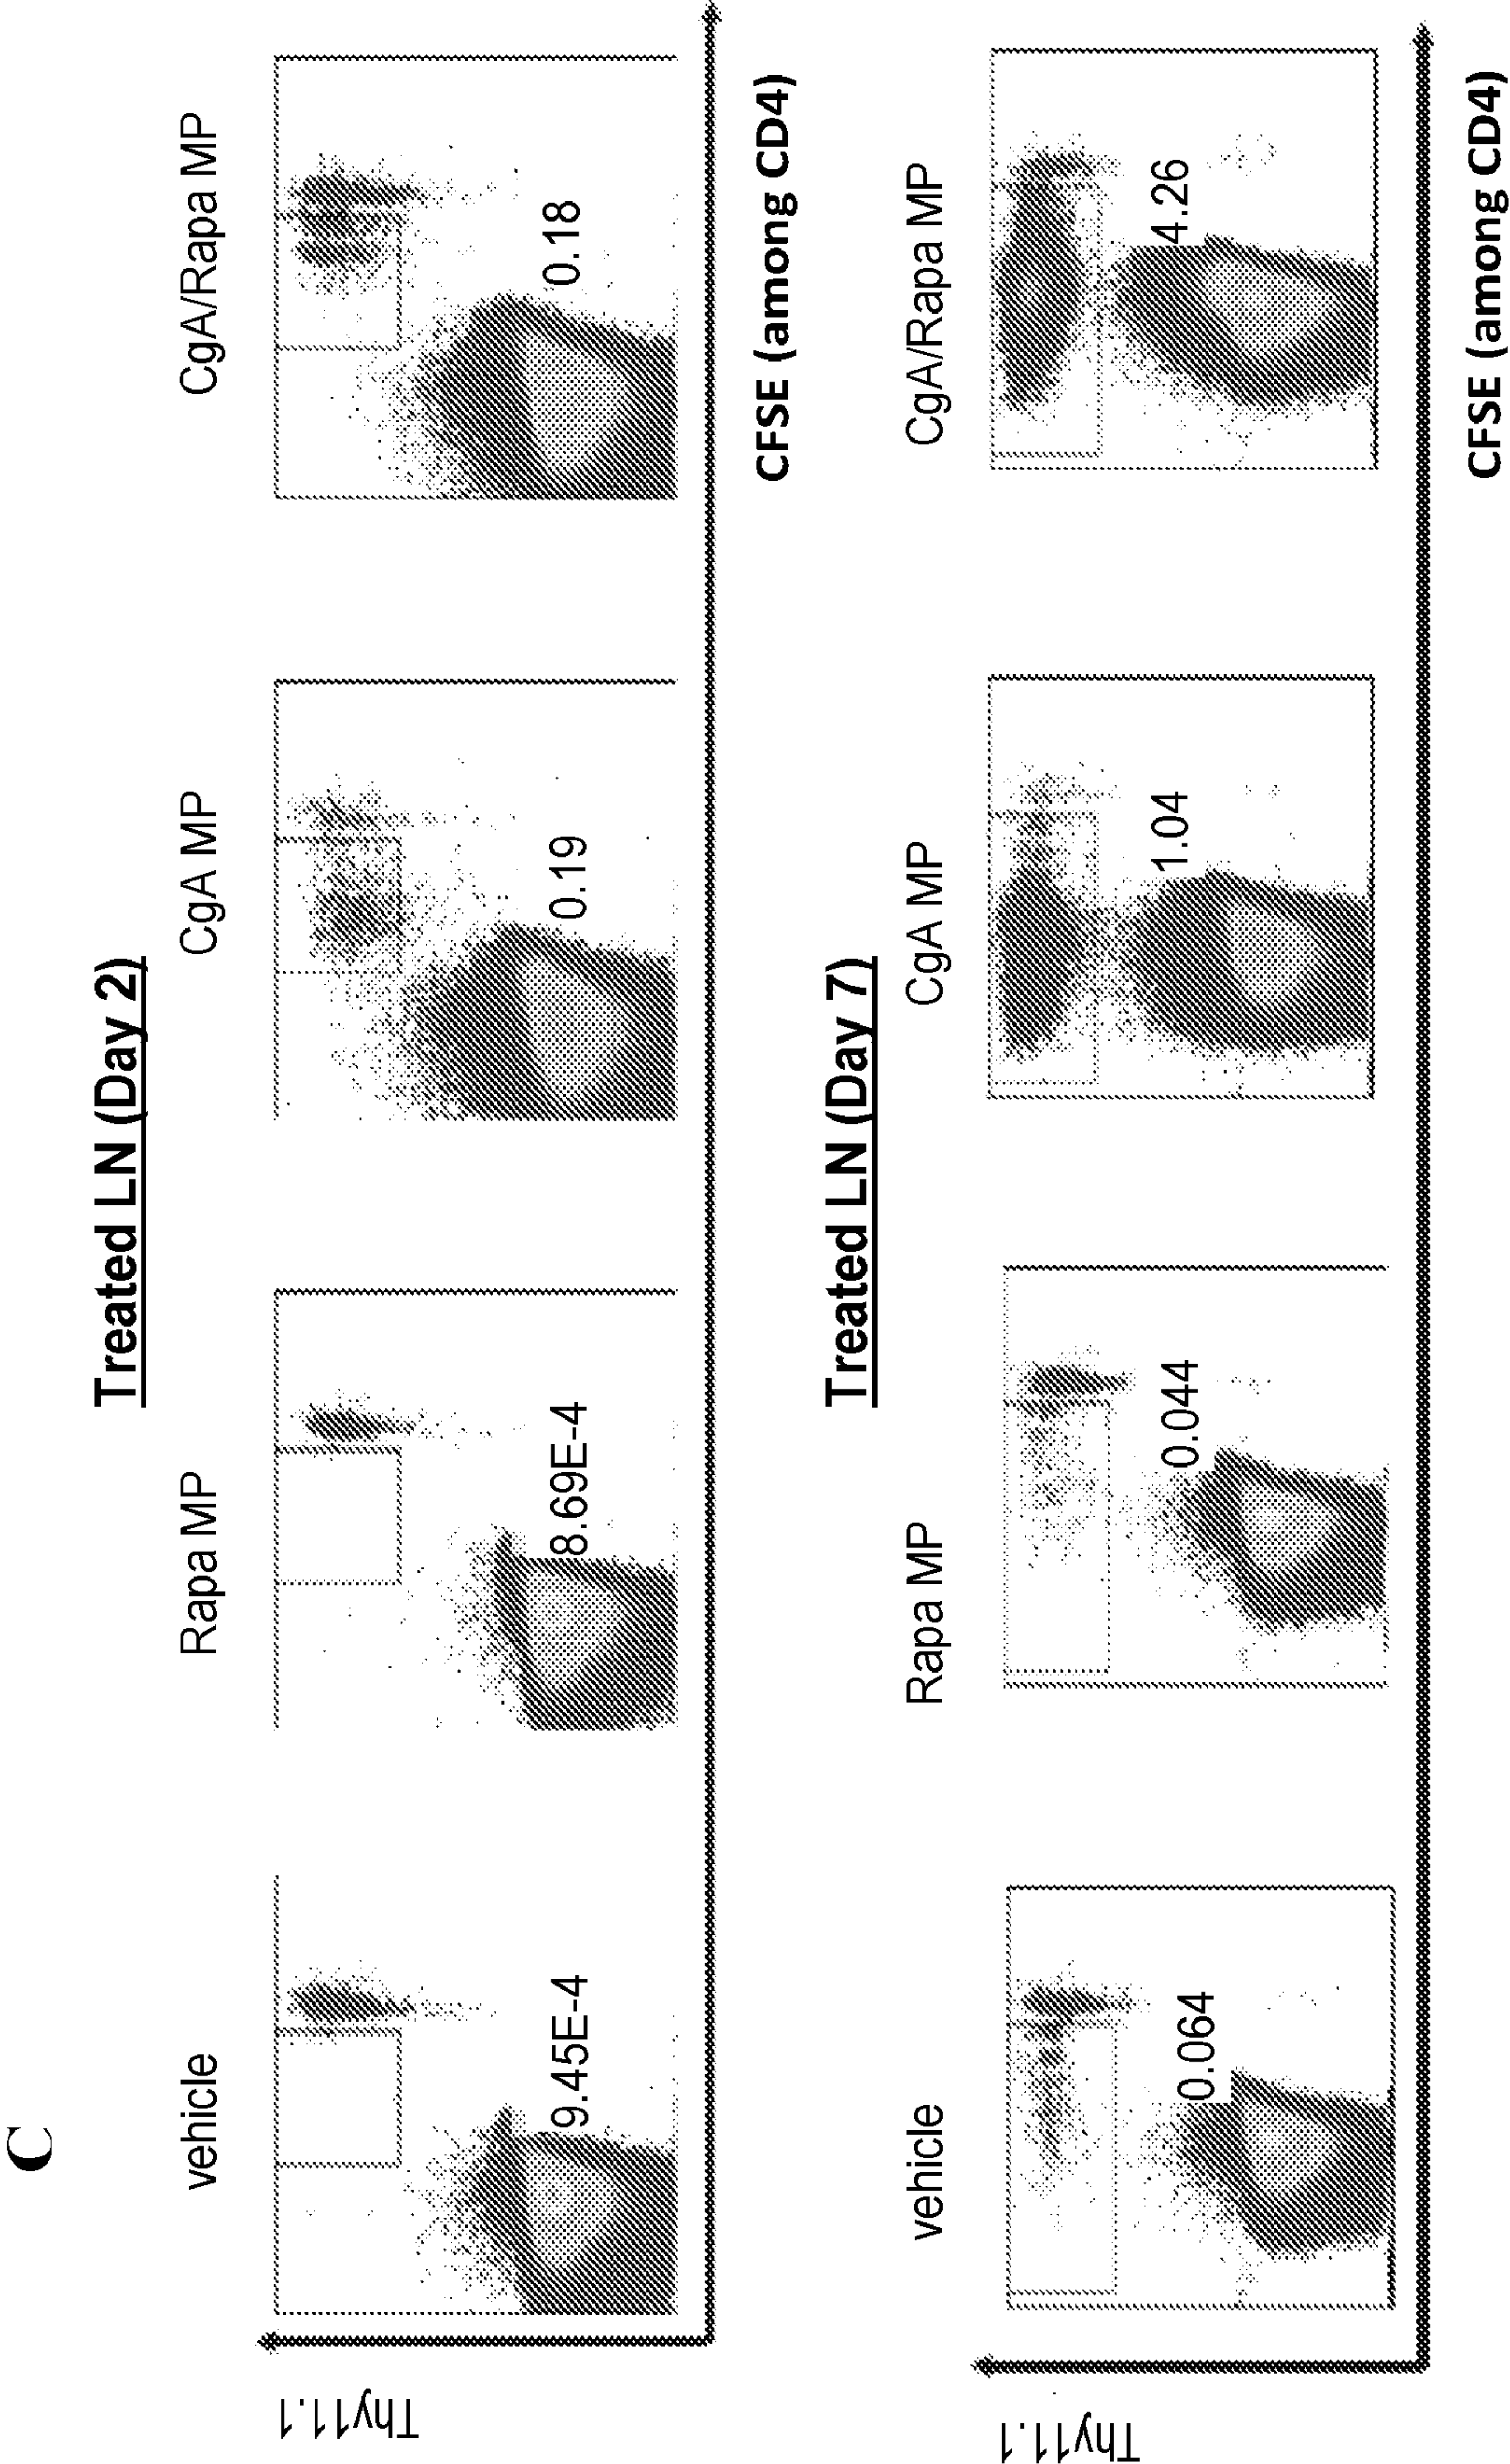 C
Treated LN (Day 2)
vehicle
Rapa MP
CgA MP
CgA/Rapa MP
9.45E-4
8.69E-4
0.19
0.18
Thy11.1
CFSE (among CD4)
Treated LN (Day 7)
vehicle
Rapa MP
CgA MP
CgA/Rapa MP
0.064
0.044
1.04
4.26
Thy11.1
CFSE (among CD4)